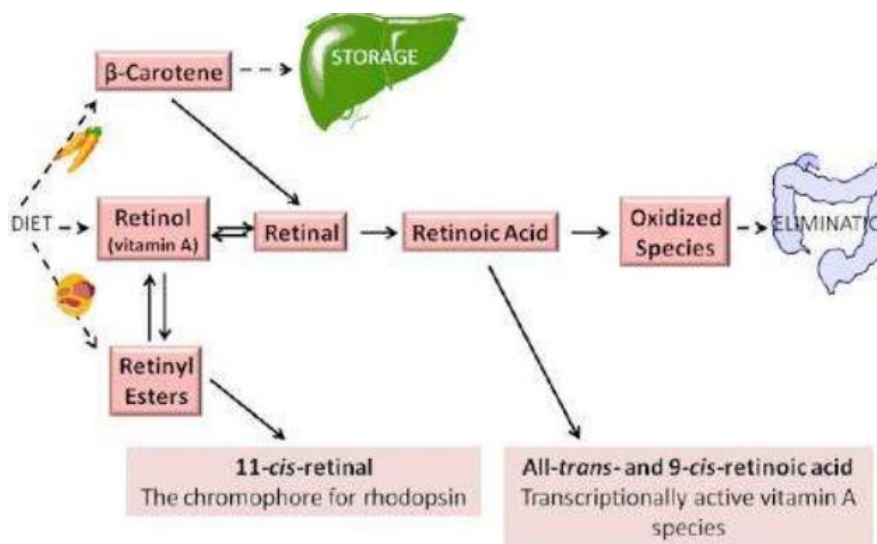 STORAGE
β-Carotene
DIET
Retinol
(vitamin A)
Retinal
Retinoic Acid
Oxidized
Species
ELIMINATIO
Retinyl
Esters
11-cis-retinal
The chromophore for rhodopsin
All-trans- and 9-cis-retinoic acid
Transcriptionally active vitamin A
species